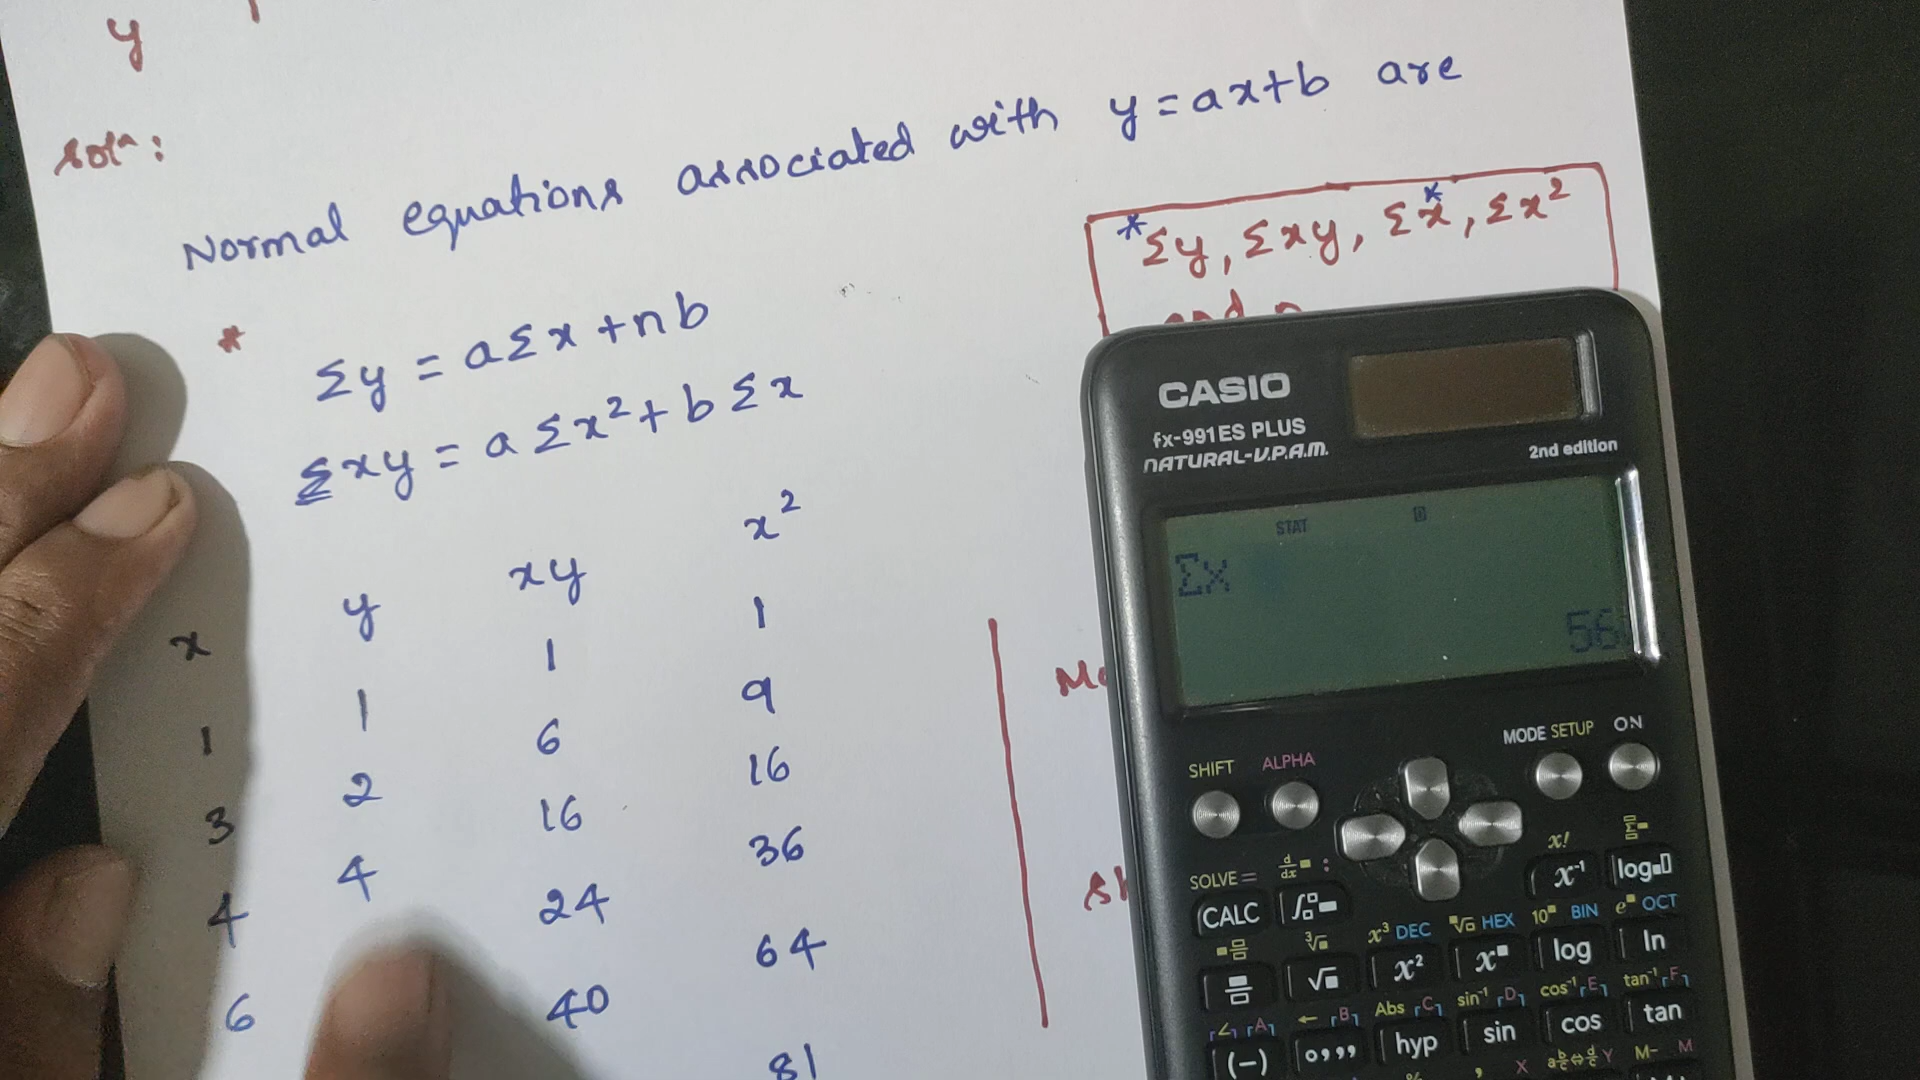 y
Soln:
Normal equations associated with y = ax+b are
* Σy = aΣx + nb
Σxy = aΣx² + bΣx
*Σy, Σxy, Σx*, Σx²
and n
x y xy x²
1 1 1 1
3 2 6 9
4 4 16 16
6 24 36
40 64
81
CASIO
fx-991ES PLUS
NATURAL-V.P.A.M.
2nd edition
STAT D
Σx
56
MODE SETUP ON
SHIFT ALPHA
SOLVE = d/dx :
x! Σ
CALC ∫ x⁻¹ log
x³ DEC √ HEX 10 BIN e OCT
³√
√ x² x log ln
∠ A ← B Abs C sin⁻¹ D cos⁻¹ E tan⁻¹ F
(−) °’’’ hyp sin cos tan
% , X a b/c⇔d/c Y M- M